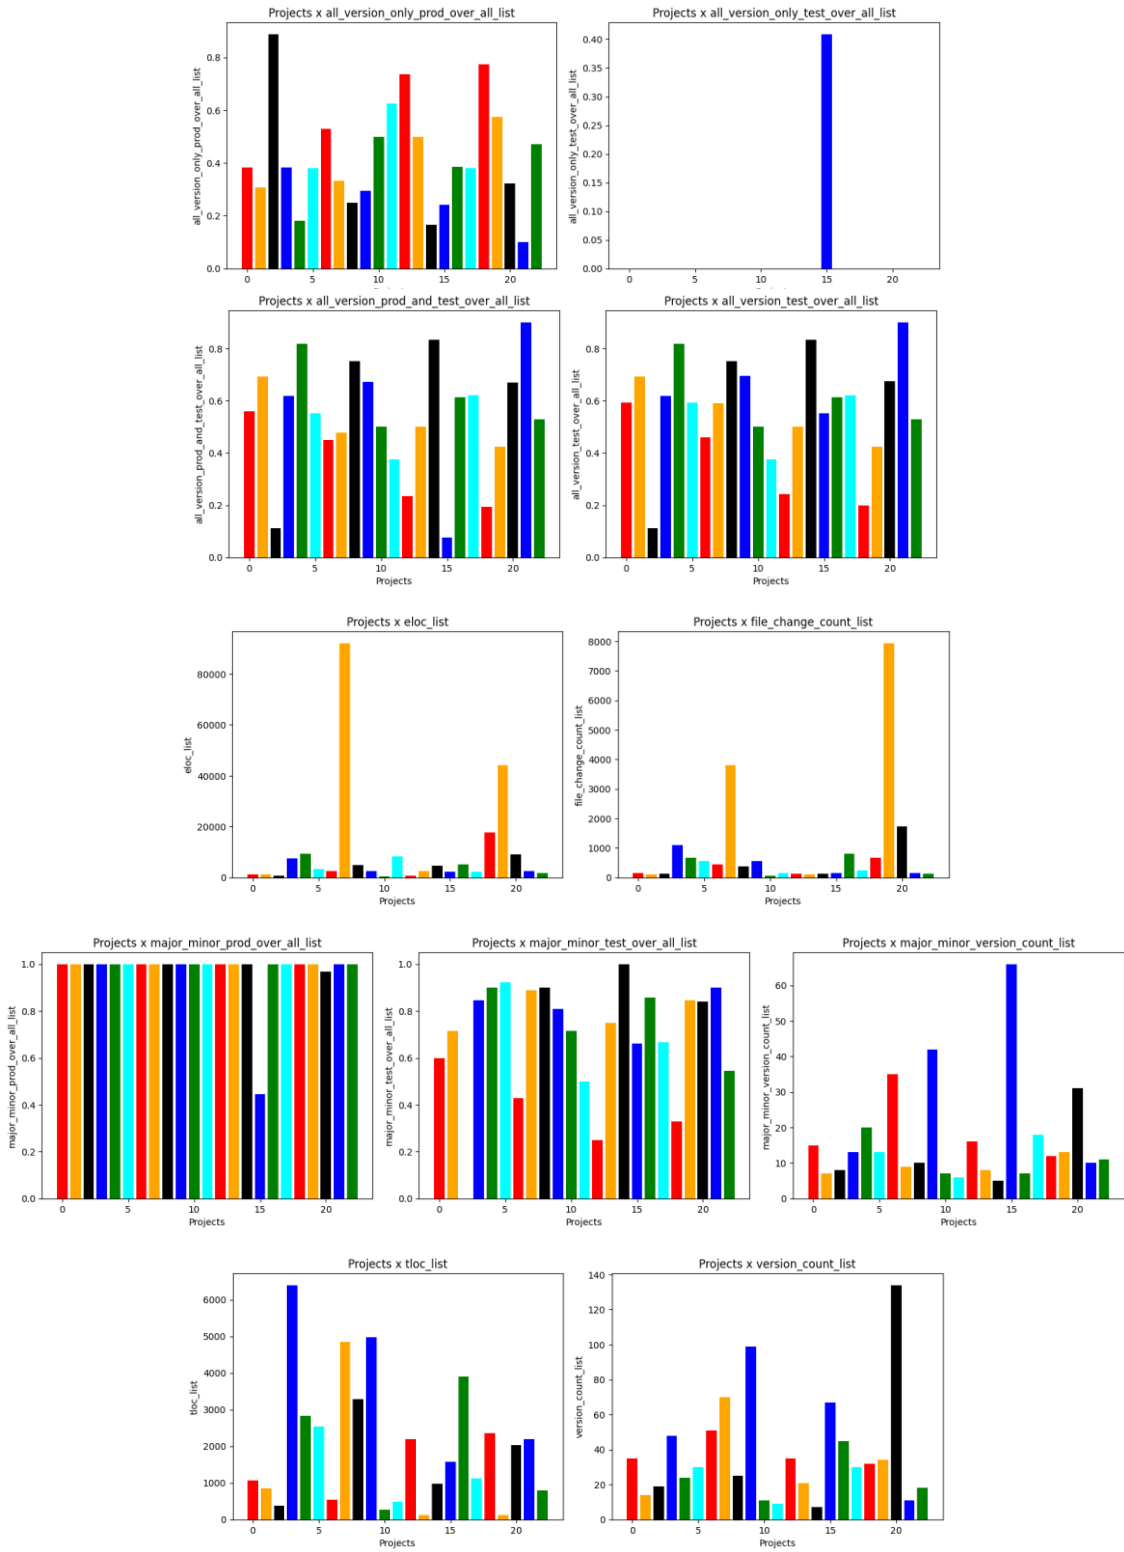 Projects x all_version_only_prod_over_all_list
all_version_only_prod_over_all_list
0.8
0.6
0.4
0.2
0.0
0 5 10 15 20
Projects x all_version_only_test_over_all_list
all_version_only_test_over_all_list
0.40
0.35
0.30
0.25
0.20
0.15
0.10
0.05
0.00
0 5 10 15 20
Projects x all_version_prod_and_test_over_all_list
all_version_prod_and_test_over_all_list
0.8
0.6
0.4
0.2
0.0
0 5 10 15 20
Projects
Projects x all_version_test_over_all_list
all_version_test_over_all_list
0.8
0.6
0.4
0.2
0.0
0 5 10 15 20
Projects
Projects x eloc_list
eloc_list
80000
60000
40000
20000
0
0 5 10 15 20
Projects
Projects x file_change_count_list
file_change_count_list
8000
7000
6000
5000
4000
3000
2000
1000
0
0 5 10 15 20
Projects
Projects x major_minor_prod_over_all_list
major_minor_prod_over_all_list
1.0
0.8
0.6
0.4
0.2
0.0
0 5 10 15 20
Projects
Projects x major_minor_test_over_all_list
major_minor_test_over_all_list
1.0
0.8
0.6
0.4
0.2
0.0
0 5 10 15 20
Projects
Projects x major_minor_version_count_list
major_minor_version_count_list
60
50
40
30
20
10
0
0 5 10 15 20
Projects
Projects x tloc_list
tloc_list
6000
5000
4000
3000
2000
1000
0
0 5 10 15 20
Projects
Projects x version_count_list
version_count_list
140
120
100
80
60
40
20
0
0 5 10 15 20
Projects